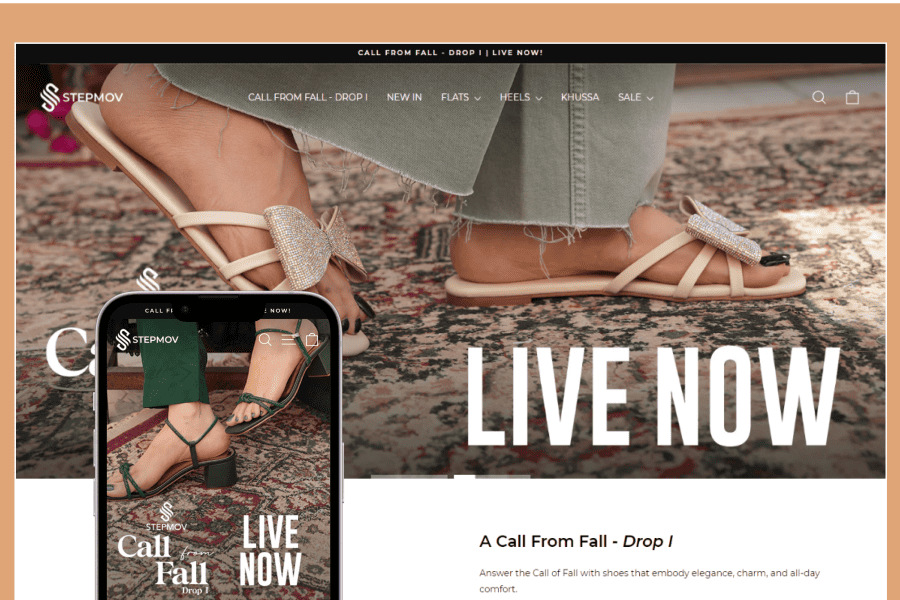 CALL FROM FALL - DROP I | LIVE NOW!
STEPMOV
CALL FROM FALL - DROP I NEW IN FLATS HEELS KHUSSA SALE
Ca
LIVE NOW
CALL F
NOW!
STEPMOV
STEPMOV
Call from
Fall
Drop I
LIVE
NOW
A Call From Fall - Drop I
Answer the Call of Fall with shoes that embody elegance, charm, and all-day
comfort.